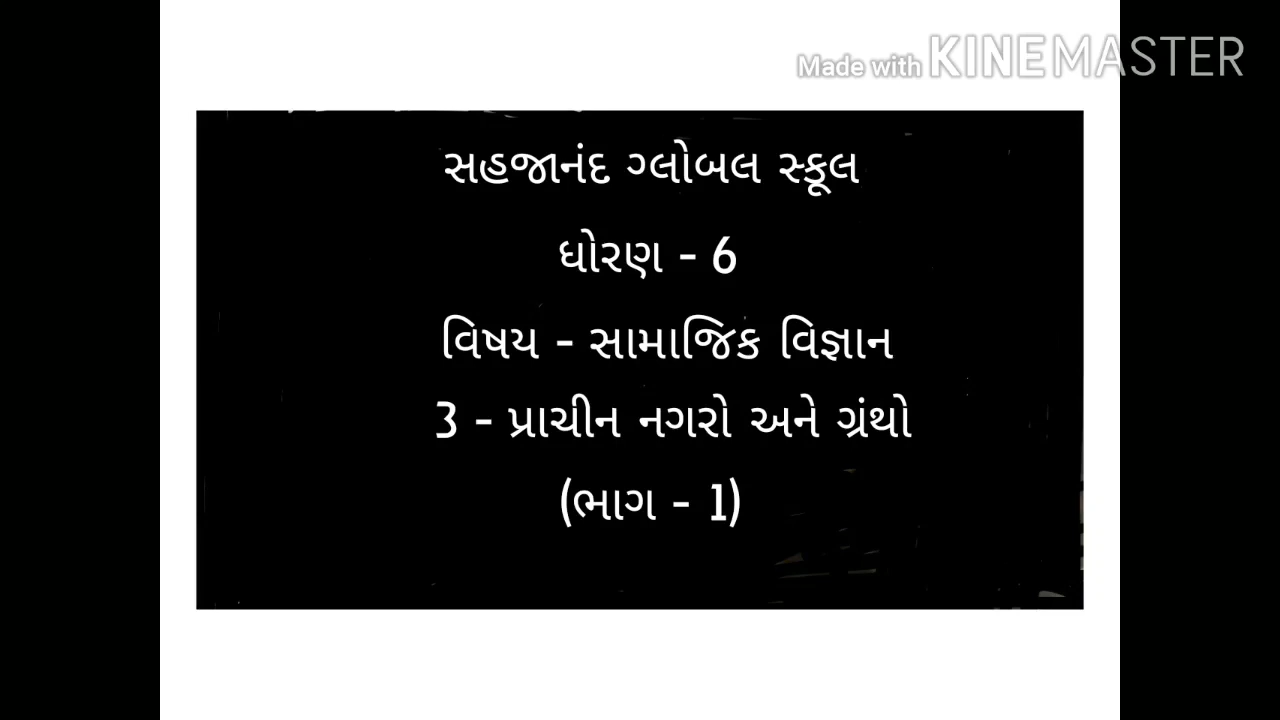 Made with KINEMASTER
સહજાનંદ ગ્લોબલ સ્કૂલ
ધોરણ - 6
વિષય - સામાજિક વિજ્ઞાન
3 - પ્રાચીન નગરો અને ગ્રંથો
(ભાગ - 1)